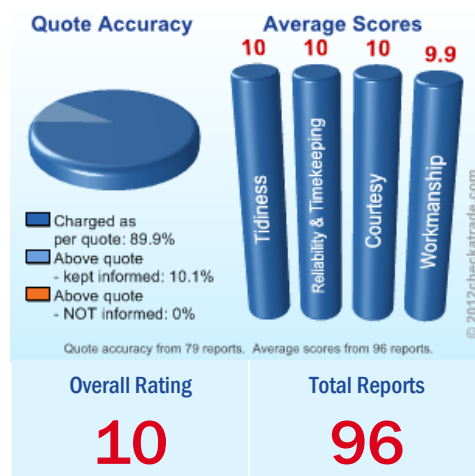 Quote Accuracy
Average Scores
10
10
10
9.9
Tidiness
Reliability & Timekeeping
Courtesy
Workmanship
Charged as
per quote: 89.9%
Above quote
- kept informed: 10.1%
Above quote
- NOT informed: 0%
© 2012checkatrade.com
Quote accuracy from 79 reports. Average scores from 96 reports.
Overall Rating
10
Total Reports
96